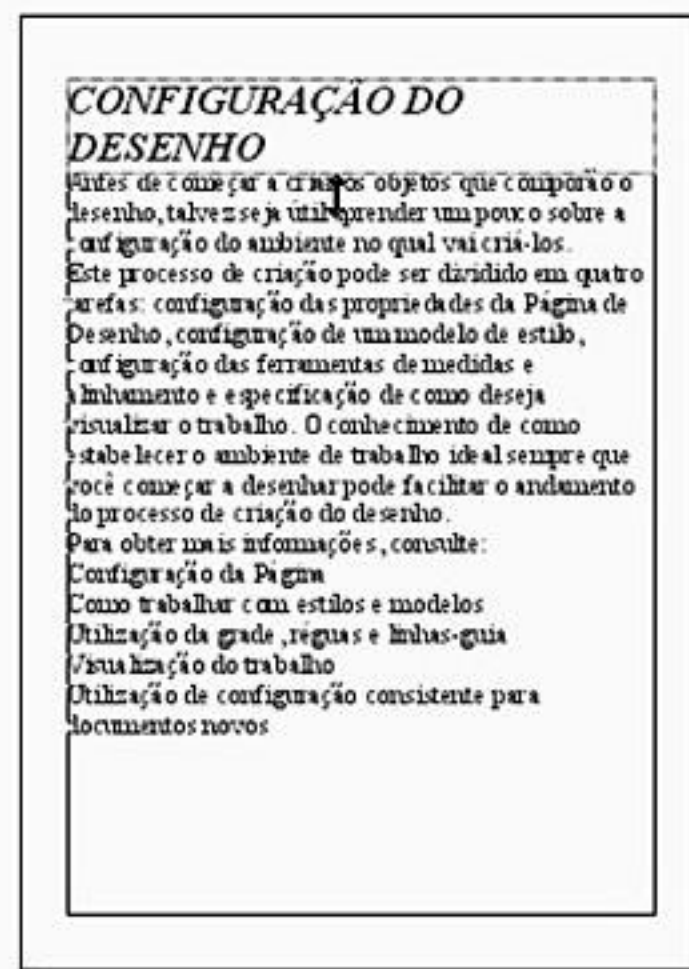 CONFIGURAÇÃO DO
DESENHO
Antes de começar a criar os objetos que comporão o
desenho, talvez seja útil aprender um pouco sobre a
configuração do ambiente no qual vai criá-los.
Este processo de criação pode ser dividido em quatro
tarefas: configuração das propriedades da Página de
Desenho, configuração de um modelo de estilo,
configuração das ferramentas de medidas e
alinhamento e especificação de como deseja
visualizar o trabalho. O conhecimento de como
estabelecer o ambiente de trabalho ideal sempre que
você começar a desenhar pode facilitar o andamento
do processo de criação do desenho.
Para obter mais informações, consulte:
Configuração da Página
Como trabalhar com estilos e modelos
Utilização da grade, réguas e linhas-guia
Visualização do trabalho
Utilização de configuração consistente para
documentos novos